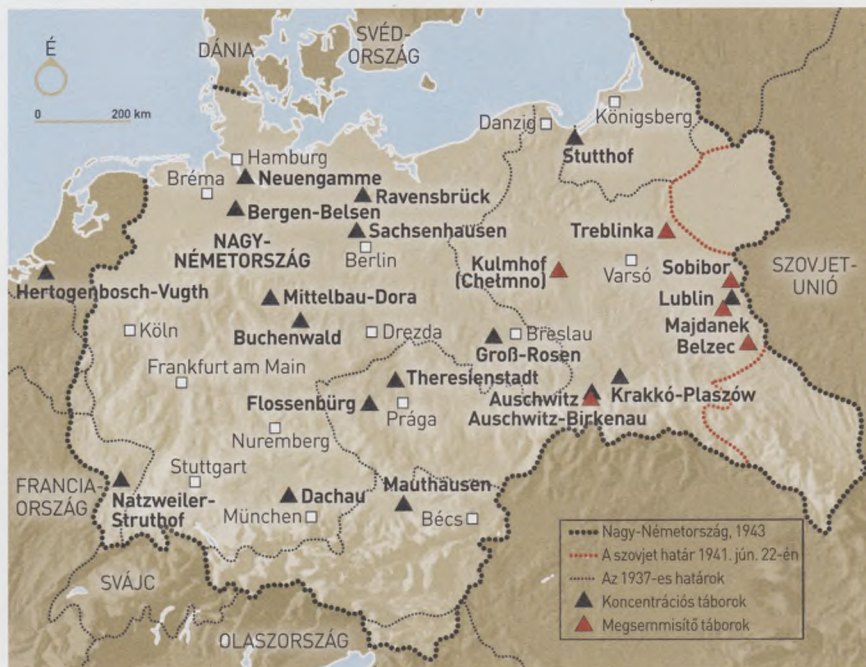 É
0 200 km
DÁNIA
SVÉD-
ORSZÁG
Hamburg
Bréma
Neuengamme
Bergen-Belsen
Ravensbrück
Sachsenhausen
NAGY-
NÉMETORSZÁG
Berlin
Danzig
Königsberg
Stutthof
Treblinka
Kulmhof
(Chełmno)
Varsó
Sobibor
Lublin
Majdanek
Belzec
SZOVJET-
UNIÓ
Hertogenbosch-Vugth
Mittelbau-Dora
Köln
Buchenwald
Drezda
Breslau
Groß-Rosen
Frankfurt am Main
Theresienstadt
Flossenbürg
Prága
Auschwitz
Auschwitz-Birkenau
Krakkó-Plaszów
Nuremberg
Stuttgart
FRANCIA-
ORSZÁG
Natzweiler-
Struthof
Dachau
München
Mauthausen
Bécs
SVÁJC
OLASZORSZÁG
Nagy-Németország, 1943
A szovjet határ 1941. jún. 22-én
Az 1937-es határok
Koncentrációs táborok
Megsemmisítő táborok